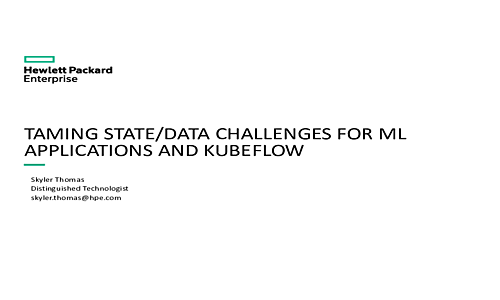 Hewlett Packard
Enterprise
TAMING STATE/DATA CHALLENGES FOR ML
APPLICATIONS AND KUBEFLOW
Skyler Thomas
Distinguished Technologist
skyler.thomas@hpe.com